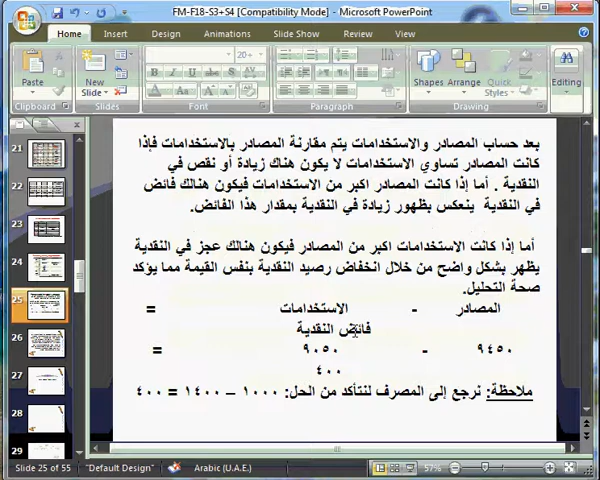 FM-F18-S3+S4 [Compatibility Mode] - Microsoft PowerPoint
Home Insert Design Animations Slide Show Review View
Paste
New Slide
Shapes Arrange Quick Styles
Editing
Clipboard Slides Font Paragraph Drawing
20
B I U abe S AV
Aa A
21
22
23
24
25
26
27
28
29
بعد حساب المصادر والاستخدامات يتم مقارنة المصادر بالاستخدامات فإذا
كانت المصادر تساوي الاستخدامات لا يكون هناك زيادة أو نقص في
النقدية . أما إذا كانت المصادر اكبر من الاستخدامات فيكون هنالك فائض
في النقدية ينعكس بظهور زيادة في النقدية بمقدار هذا الفائض.
أما إذا كانت الاستخدامات اكبر من المصادر فيكون هنالك عجز في النقدية
يظهر بشكل واضح من خلال انخفاض رصيد النقدية بنفس القيمة مما يؤكد
صحة التحليل.
المصادر - الاستخدامات =
فائض النقدية
٩٤٥٠ - ٩٠٥٠ =
٤٠٠
ملاحظة: نرجع إلى المصرف لنتأكد من الحل: ١٠٠٠ – ١٤٠٠ = ٤٠٠
Slide 25 of 55 "Default Design" Arabic (U.A.E.) 57%